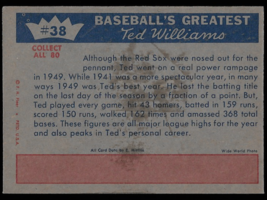 #38
BASEBALL'S GREATEST
Ted Williams
COLLECT
ALL 80
Although the Red Sox were nosed out for the
pennant, Ted went on a real power rampage
in 1949. While 1941 was a more spectacular year, in
many ways 1949 was Ted's best year. He lost the batting
title on the last day of the season by a fraction of a point. But,
Ted played every game, hit 43 homers, batted in 159 runs,
scored 150 runs, walked 162 times and amassed 368 total
bases. These figures are all major league highs for the year
and also peaks in Ted's personal career.